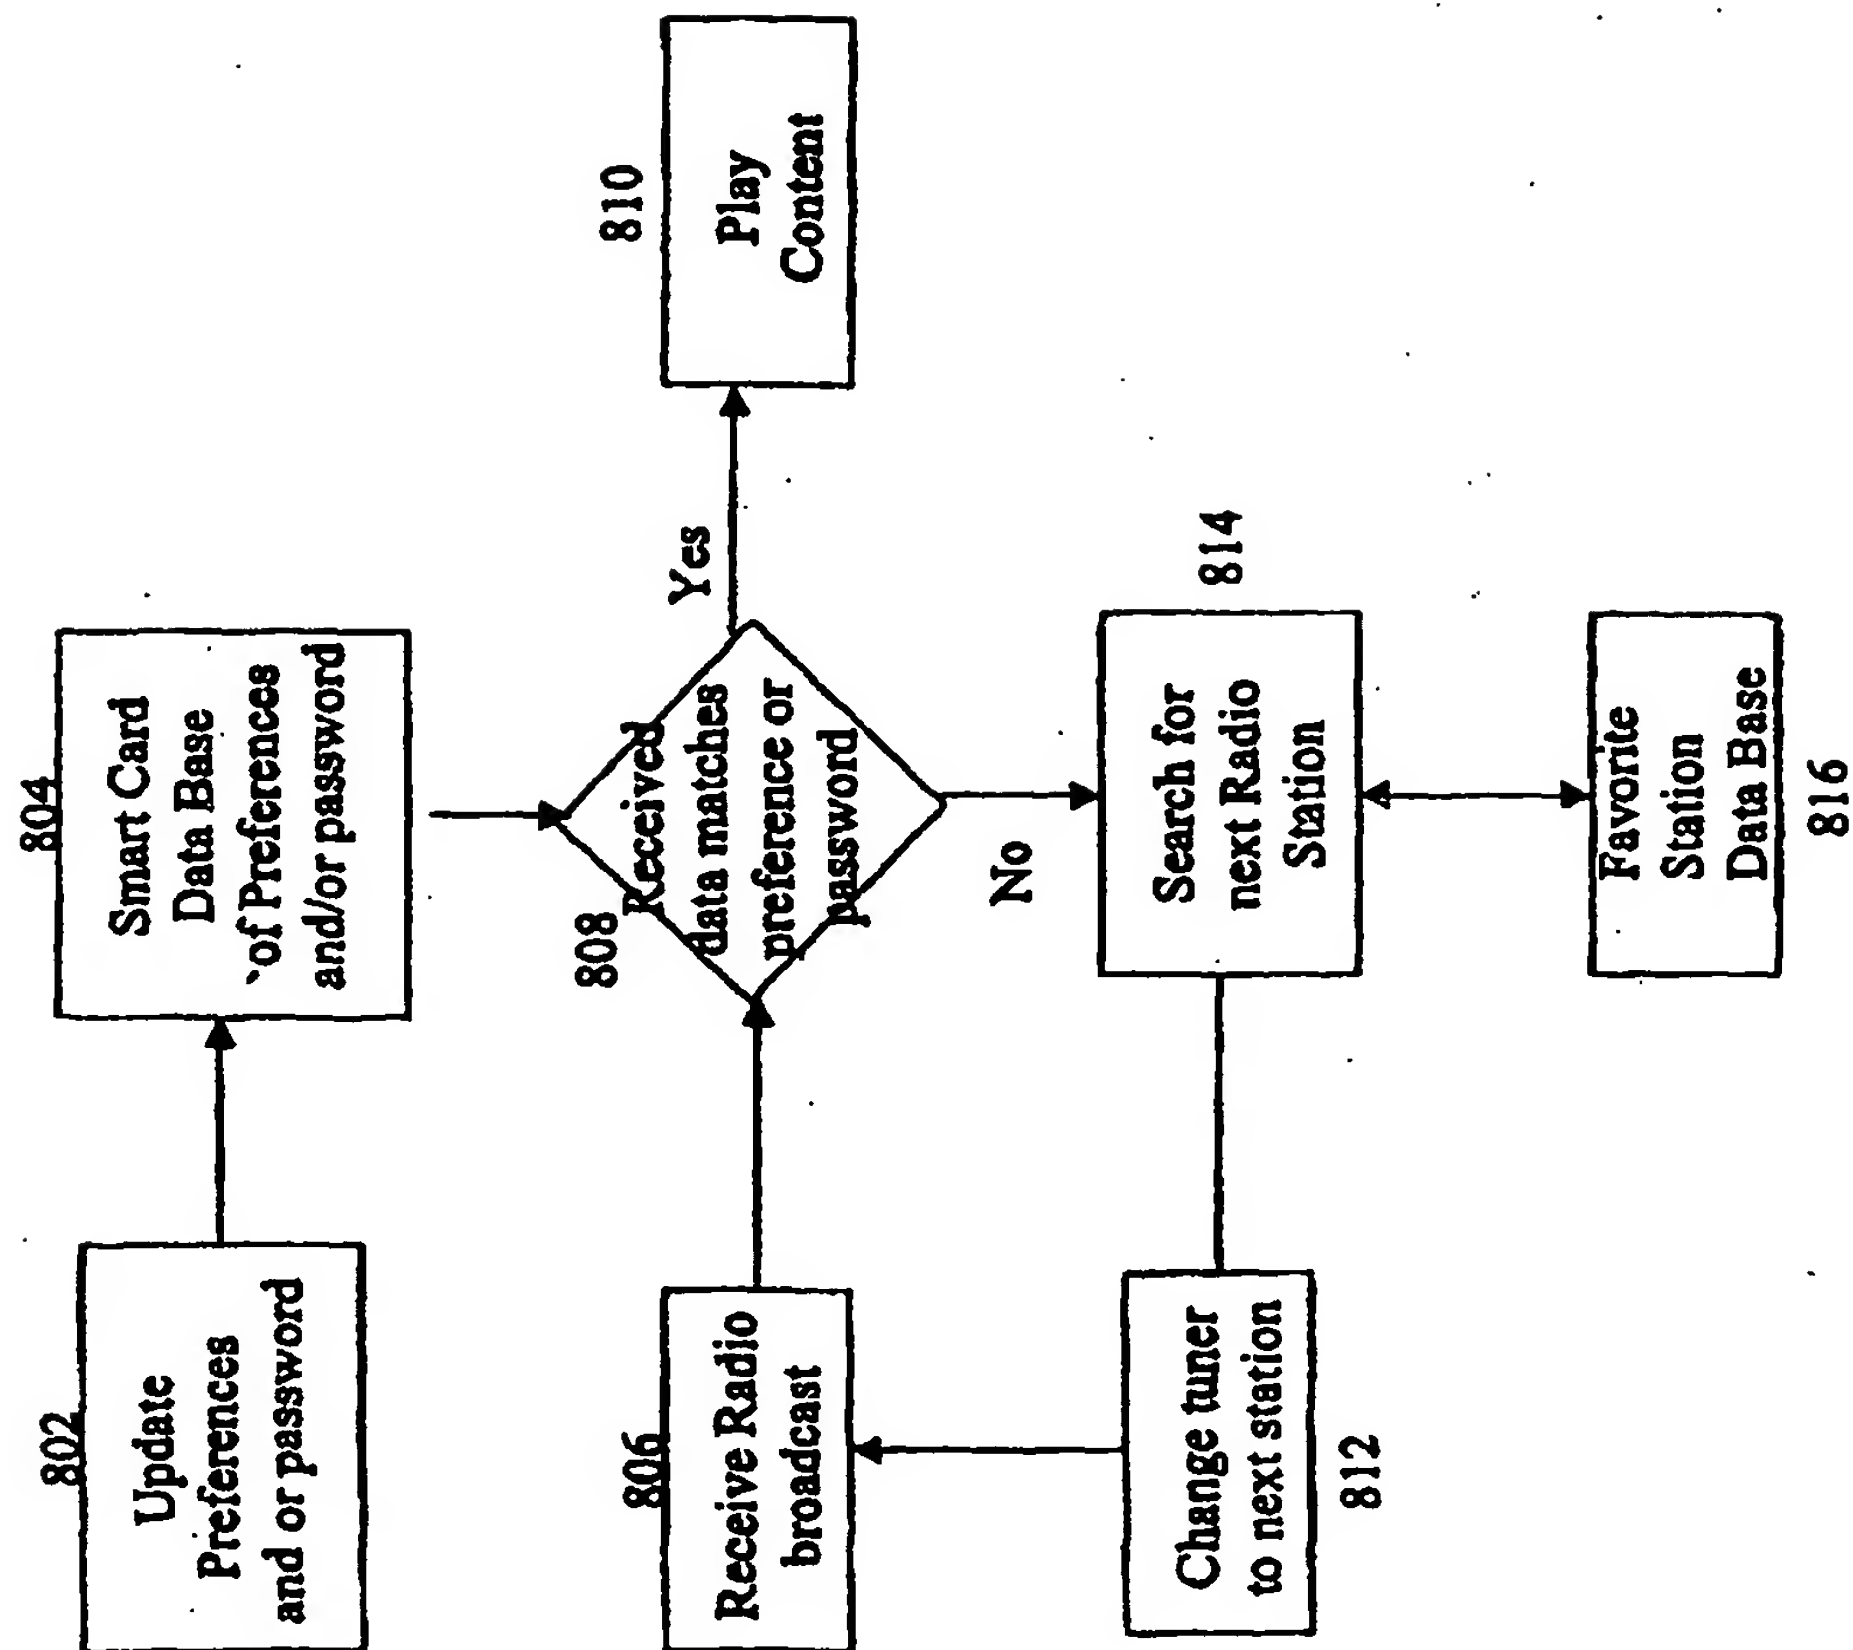 802
Update
Preferences
and or password
804
Smart Card
Data Base
`of Preferences
and/or password
806
Receive Radio
broadcast
808
Received
data matches
preference or
password
Yes
810
Play
Content
No
Change tuner
to next station
812
Search for
next Radio
Station
814
Favorite
Station
Data Base
816